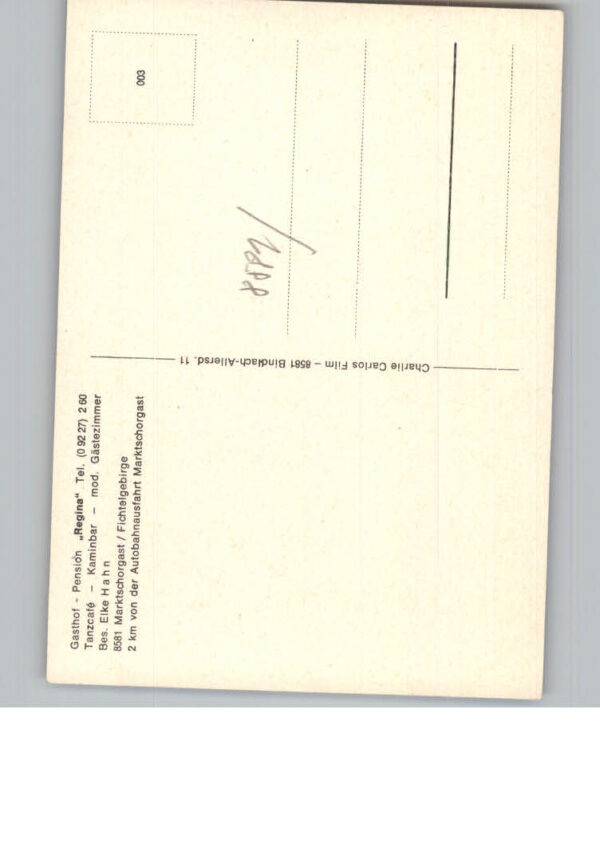 Gasthof - Pension „Regina“ Tel. (0 92 27) 2 60
Tanzcafé – Kaminbar – mod. Gästezimmer
Bes. Elke Hahn
8581 Marktschorgast / Fichtelgebirge
2 km von der Autobahnausfahrt Marktschorgast
Charlie Carlos Film – 8581 Bindlach-Allersd. 11
003